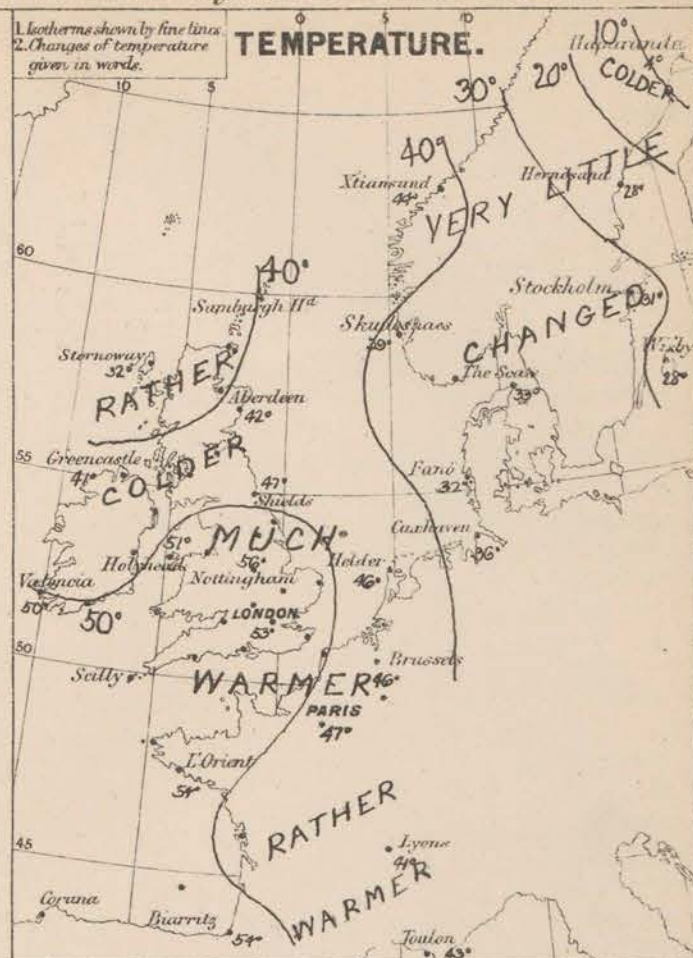 1. Isotherms shown by fine lines.
2. Changes of temperature
given in words.
TEMPERATURE.
10 5 5 10
10°
Haparanda
4°
COLDER
20°
30°
40°
Xtiansund
44°
Hernösand
28°
VERY LITTLE
CHANGED
60
40°
Sumburgh Hd
Stockholm
31°
Skudesnaes
39°
Wisby
28°
Stornoway
32°
RATHER
COLDER
The Scaw
33°
Aberdeen
42°
55
Greencastle
41°
47°
Shields
Fanö
32°
MUCH
WARMER
51°
Holyhead
56°
Nottingham
Cuxhaven
36°
Helder
46°
Valencia
50°
50°
LONDON
53°
50
Brussels
46°
Scilly
PARIS
47°
L'Orient
54°
RATHER
WARMER
45
Lyons
41°
Coruna
Biarritz
54°
Toulon
43°